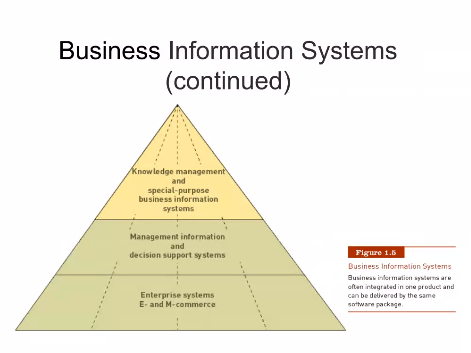 Business Information Systems
(continued)
Knowledge management
and
special-purpose
business information
systems
Management information
and
decision support systems
Enterprise systems
E- and M-commerce
Figure 1.5
Business Information Systems
Business information systems are
often integrated in one product and
can be delivered by the same
software package.